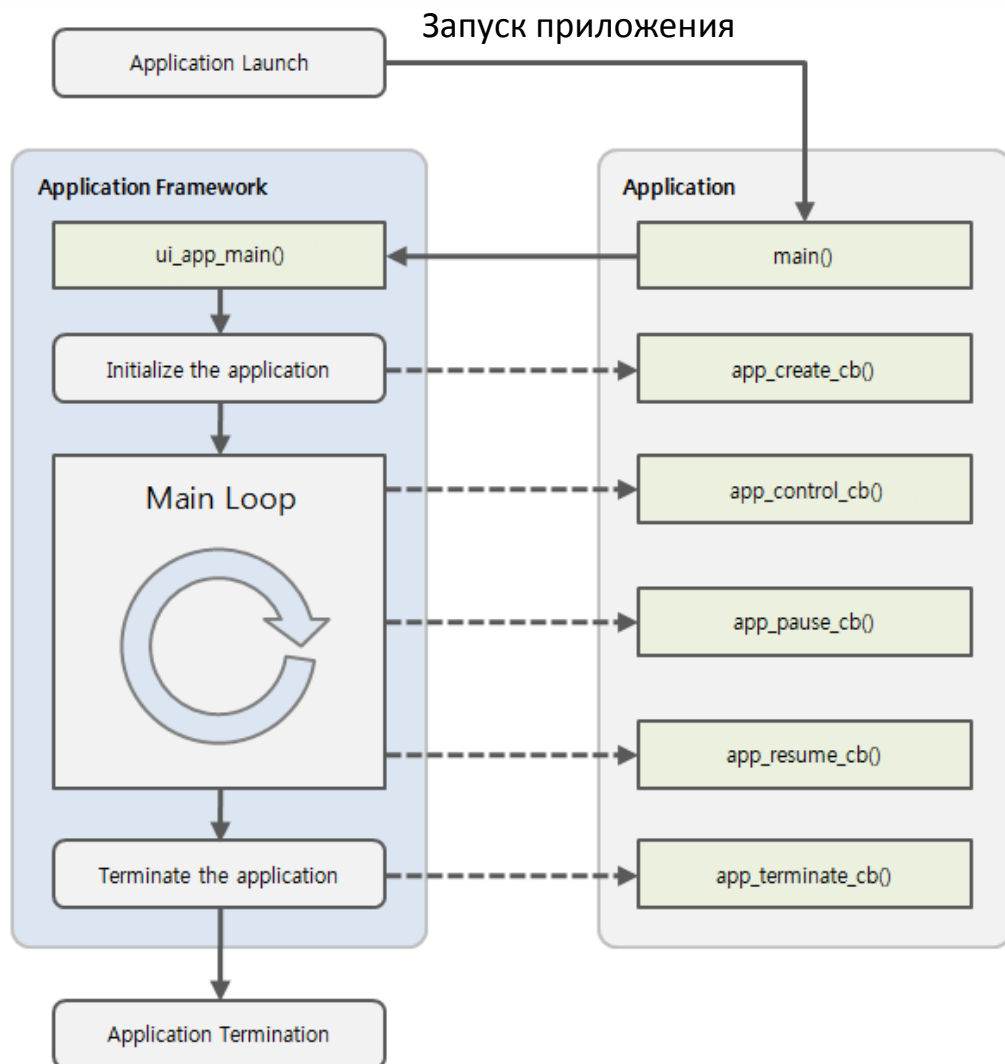 Запуск приложения
Application Launch
Application Framework
Application
ui_app_main()
main()
Initialize the application
app_create_cb()
Main Loop
app_control_cb()
app_pause_cb()
app_resume_cb()
Terminate the application
app_terminate_cb()
Application Termination